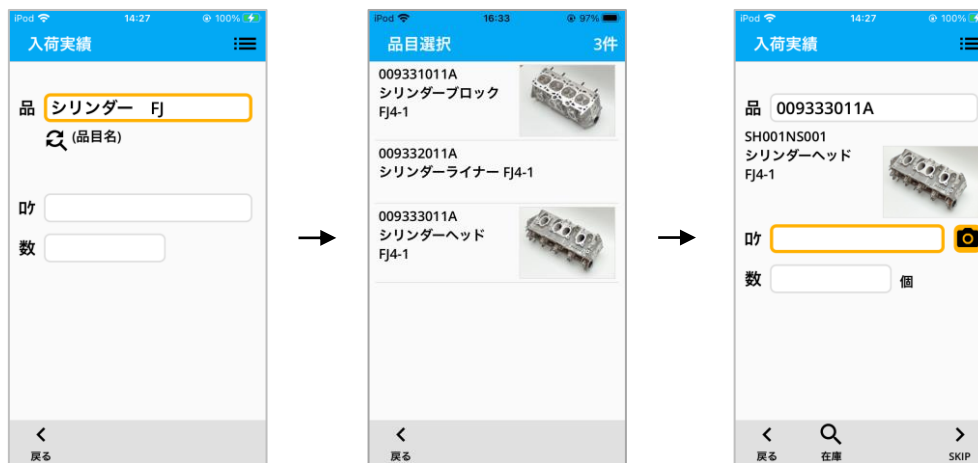 iPod 14:27 100%
入荷実績
品 シリンダー FJ
(品目名)
ﾛｹ
数
戻る
iPod 16:33 97%
品目選択 3件
009331011A
シリンダーブロック
FJ4-1
009332011A
シリンダーライナー FJ4-1
009333011A
シリンダーヘッド
FJ4-1
戻る
iPod 14:27 100%
入荷実績
品 009333011A
SH001NS001
シリンダーヘッド
FJ4-1
ﾛｹ
数 個
戻る 在庫 SKIP